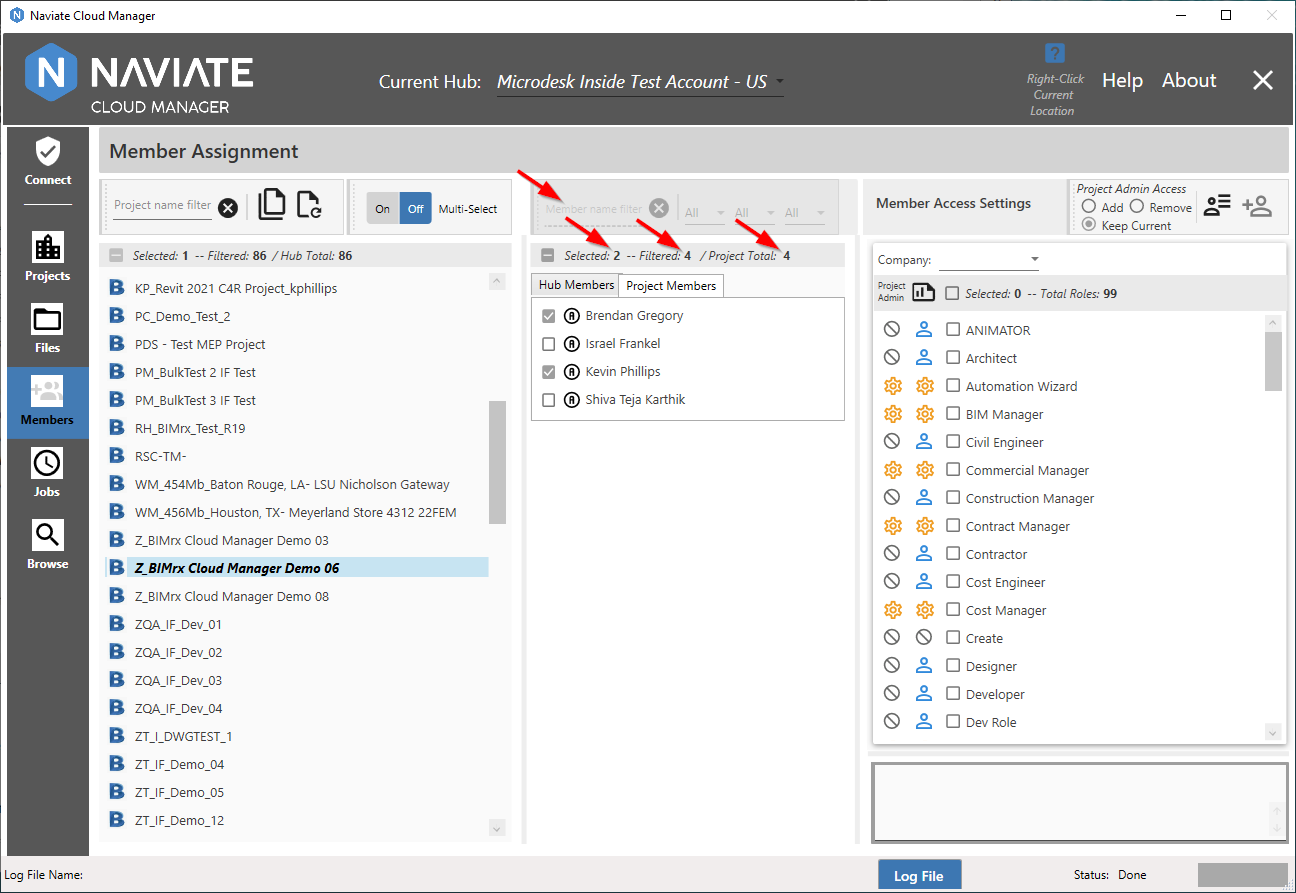 Naviate Cloud Manager
NAVIATE
CLOUD MANAGER
Current Hub: Microdesk Inside Test Account - US
?
Right-Click
Current
Location
Help
About
Member Assignment
Connect
Projects
Files
Members
Jobs
Browse
Project name filter
On
Off
Multi-Select
Selected: 1 -- Filtered: 86 / Hub Total: 86
KP_Revit 2021 C4R Project_kphillips
PC_Demo_Test_2
PDS - Test MEP Project
PM_BulkTest 2 IF Test
PM_BulkTest 3 IF Test
RH_BIMrx_Test_R19
RSC-TM-
WM_454Mb_Baton Rouge, LA- LSU Nicholson Gateway
WM_456Mb_Houston, TX- Meyerland Store 4312 22FEM
Z_BIMrx Cloud Manager Demo 03
Z_BIMrx Cloud Manager Demo 06
Z_BIMrx Cloud Manager Demo 08
ZQA_IF_Dev_01
ZQA_IF_Dev_02
ZQA_IF_Dev_03
ZQA_IF_Dev_04
ZT_I_DWGTEST_1
ZT_IF_Demo_04
ZT_IF_Demo_05
ZT_IF_Demo_12
Member name filter
All
All
All
Selected: 2 -- Filtered: 4 / Project Total: 4
Hub Members
Project Members
Brendan Gregory
Israel Frankel
Kevin Phillips
Shiva Teja Karthik
Member Access Settings
Project Admin Access
Add
Remove
Keep Current
Company:
Project
Admin
Selected: 0 -- Total Roles: 99
ANIMATOR
Architect
Automation Wizard
BIM Manager
Civil Engineer
Commercial Manager
Construction Manager
Contract Manager
Contractor
Cost Engineer
Cost Manager
Create
Designer
Developer
Dev Role
Log File Name:
Log File
Status: Done